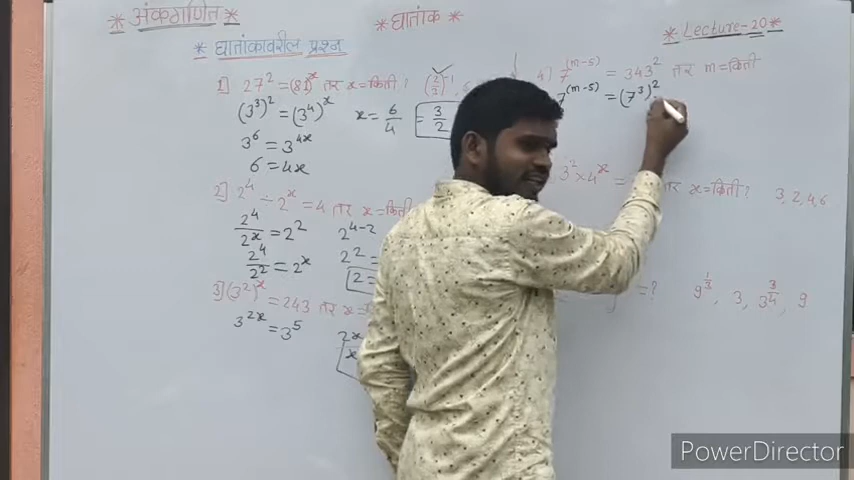 * अंकगणित *
* घातांक *
* Lecture-20 *
* घातांकावरील प्रश्न
1) 27² = (81)ˣ तर x = किती ?
(3³)² = (3⁴)ˣ
3⁶ = 3⁴ˣ
6 = 4x
x = 6/4 = 3/2
2] 2⁴ ÷ 2ˣ = 4 तर x = किती
2⁴/2ˣ = 2²
2⁴/2² = 2ˣ
2⁴⁻²
2² =
2 =
3] (3²)ˣ = 243 तर x =
3²ˣ = 3⁵
2x
x
4) 7⁽ᵐ⁻⁵⁾ = 343² तर m = किती
7⁽ᵐ⁻⁵⁾ = (7³)²
× 4ˣ = तर x = किती ? 3, 2, 4, 6
= ? 9^(1/3), 3, 3^(3/4), 9
PowerDirector